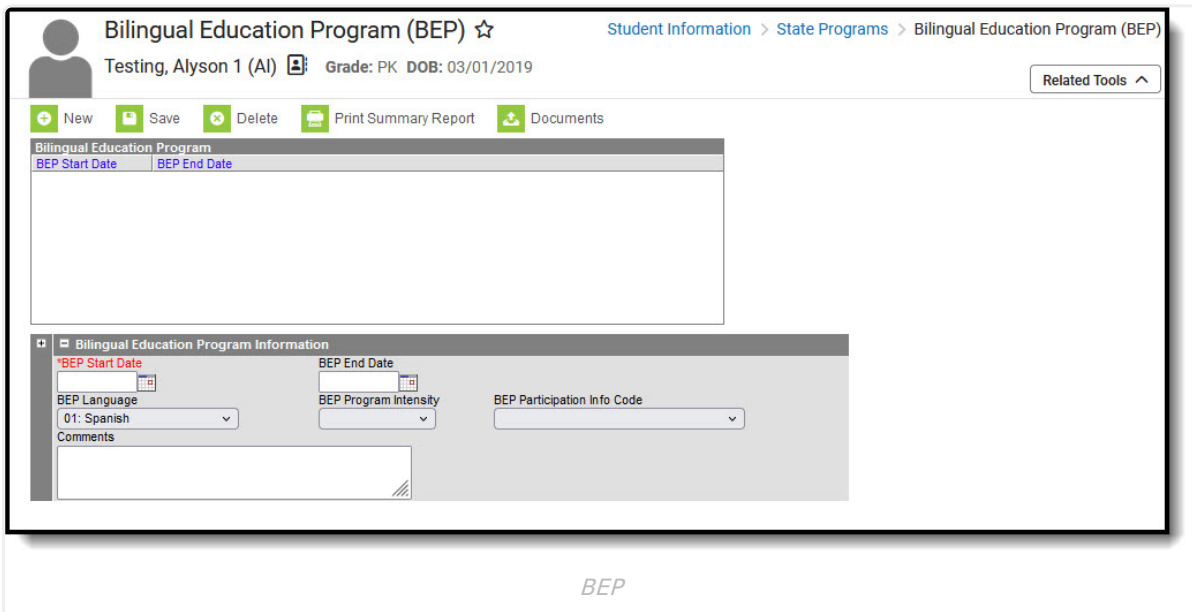 Bilingual Education Program (BEP)
Student Information > State Programs > Bilingual Education Program (BEP)
Testing, Alyson 1 (AI) Grade: PK DOB: 03/01/2019
Related Tools
New Save Delete Print Summary Report Documents
Bilingual Education Program
BEP Start Date BEP End Date
Bilingual Education Program Information
*BEP Start Date BEP End Date
BEP Language BEP Program Intensity BEP Participation Info Code
01: Spanish
Comments
BEP